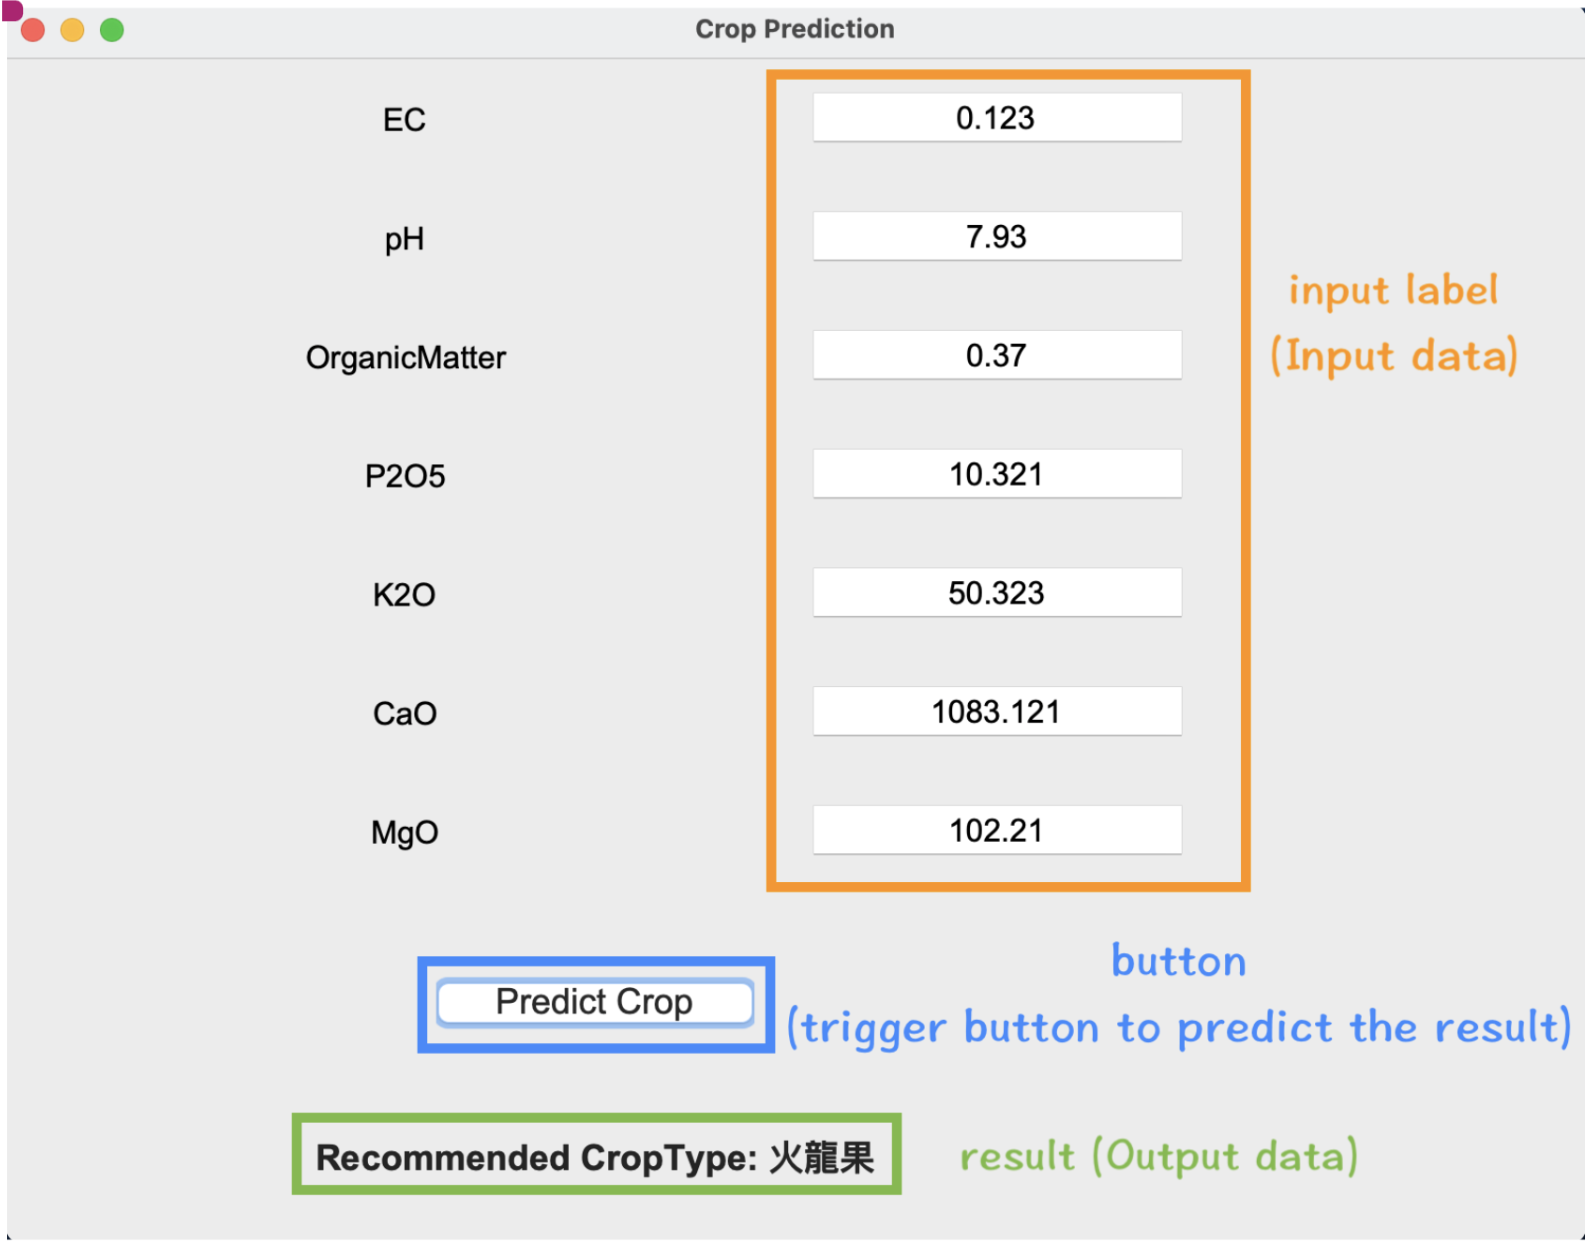 Crop Prediction
EC 0.123
pH 7.93
OrganicMatter 0.37
input label
(Input data)
P2O5 10.321
K2O 50.323
CaO 1083.121
MgO 102.21
button
Predict Crop
(trigger button to predict the result)
Recommended CropType: 火龍果
result (Output data)